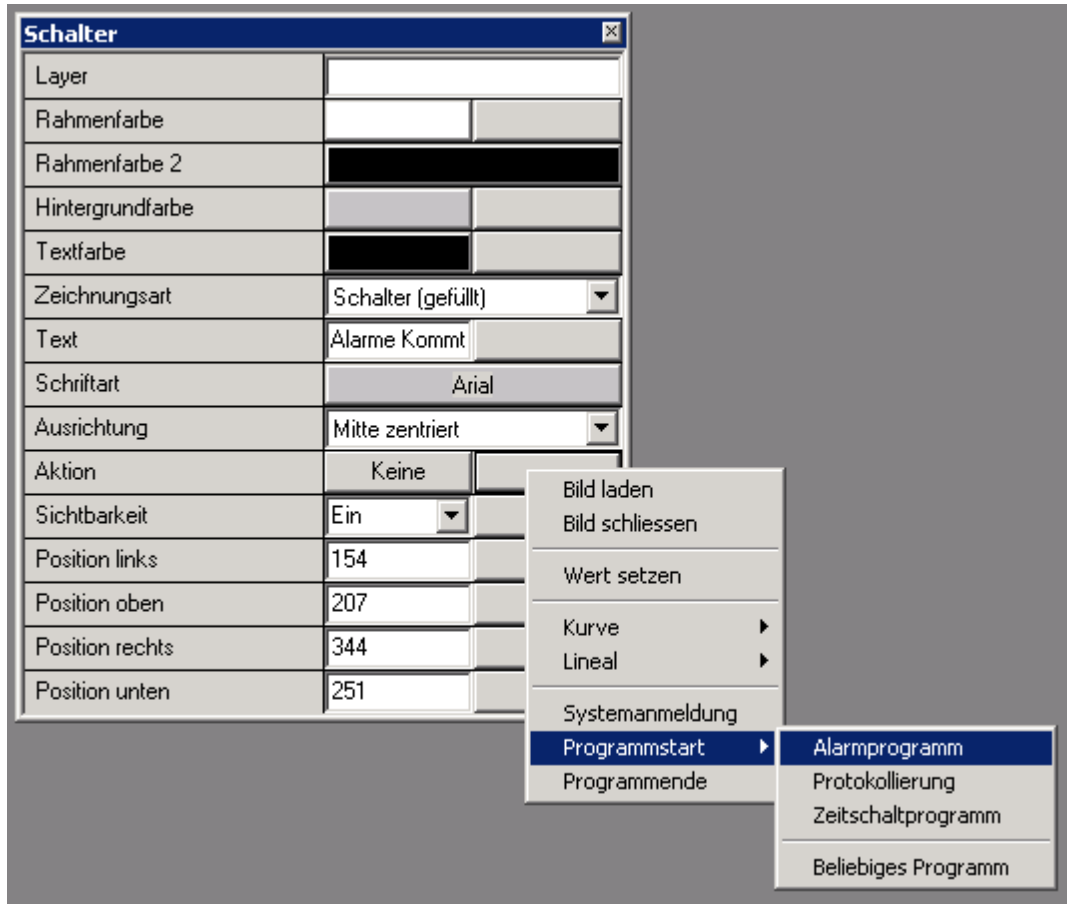 Schalter
Layer
Rahmenfarbe
Rahmenfarbe 2
Hintergrundfarbe
Textfarbe
Zeichnungsart Schalter (gefüllt)
Text Alarme Kommt
Schriftart Arial
Ausrichtung Mitte zentriert
Aktion Keine
Sichtbarkeit Ein
Position links 154
Position oben 207
Position rechts 344
Position unten 251
Bild laden
Bild schliessen
Wert setzen
Kurve
Lineal
Systemanmeldung
Programmstart
Programmende
Alarmprogramm
Protokollierung
Zeitschaltprogramm
Beliebiges Programm